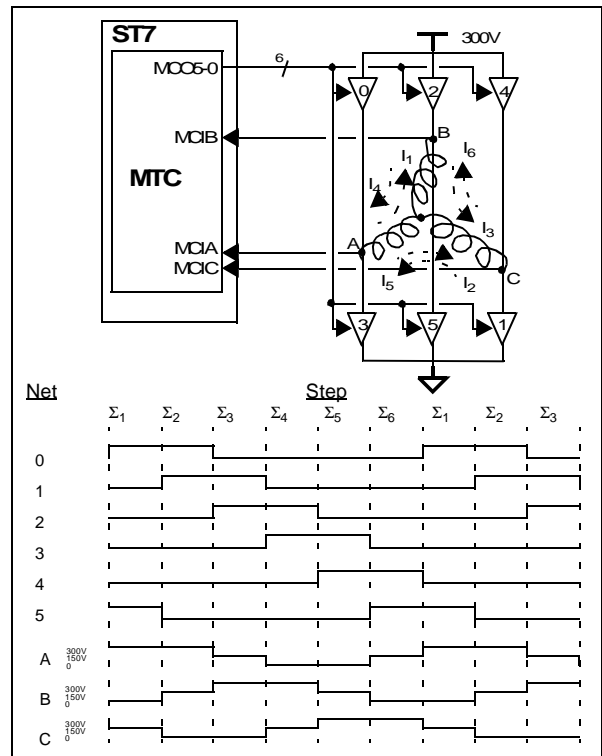 ST7
300V
6
MCO5-0
0
2
4
MCIB
B
MTC
I1
I6
I4
I3
A
MCIA
MCIC
I5
I2
C
3
5
1
Net
Step
Σ1 Σ2 Σ3 Σ4 Σ5 Σ6 Σ1 Σ2 Σ3
0
1
2
3
4
5
A 300V 150V 0
B 300V 150V 0
C 300V 150V 0